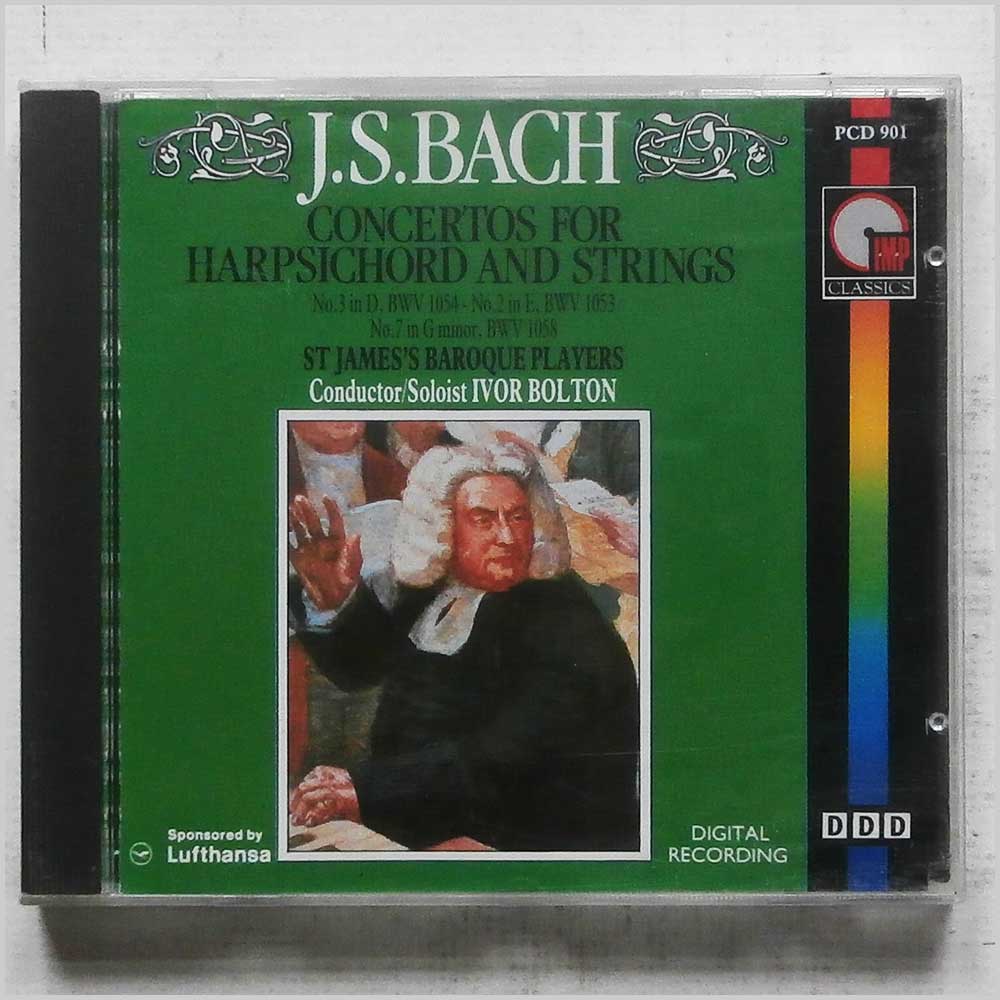 J.S.BACH
CONCERTOS FOR
HARPSICHORD AND STRINGS
No.3 in D, BWV 1054 - No.2 in E, BWV 1053
No.7 in G minor, BWV 1058
ST JAMES'S BAROQUE PLAYERS
Conductor/Soloist IVOR BOLTON
Sponsored by
Lufthansa
DIGITAL
RECORDING
PCD 901
IMP
CLASSICS
DDD